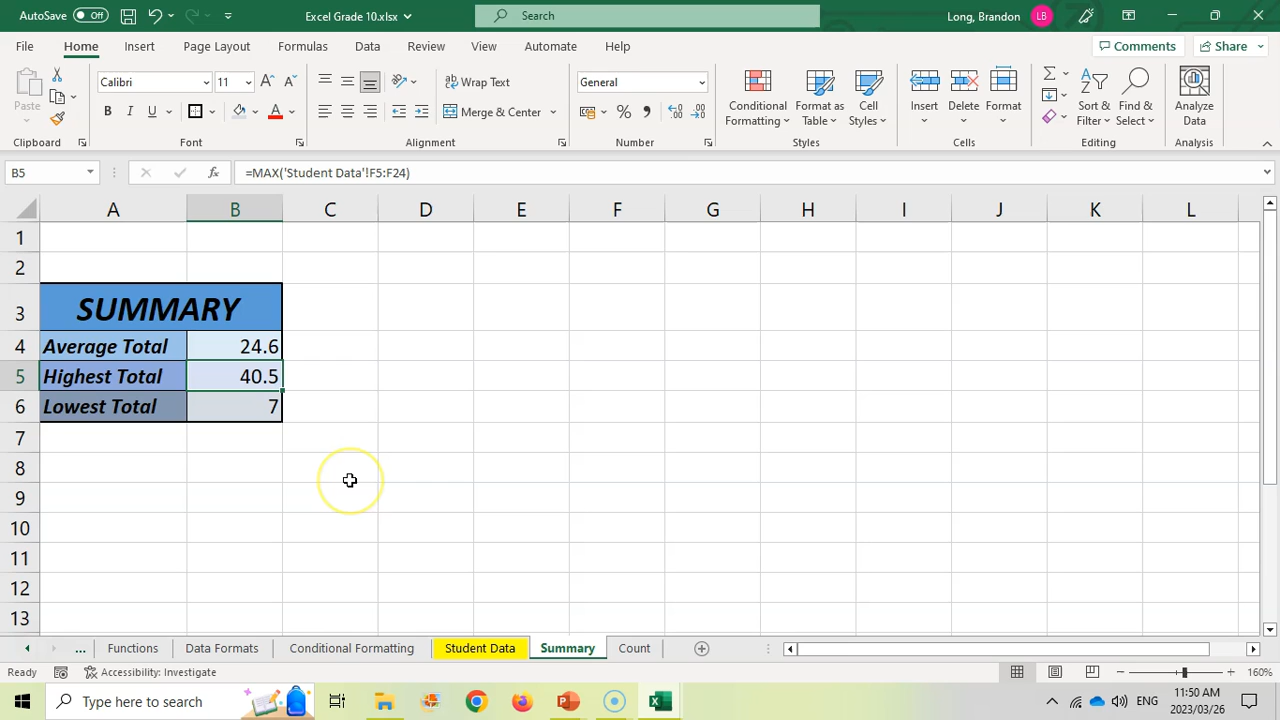 AutoSave Off Excel Grade 10.xlsx Search Long, Brandon LB
File Home Insert Page Layout Formulas Data Review View Automate Help Comments Share
Paste Calibri 11 Wrap Text General Conditional Formatting Format as Table Cell Styles Insert Delete Format Sort & Filter Find & Select Analyze Data
B I U Merge & Center
Clipboard Font Alignment Number Styles Cells Editing Analysis
B5 =MAX('Student Data'!F5:F24)
A B C D E F G H I J K L
1
2
3 SUMMARY
4 Average Total 24.6
5 Highest Total 40.5
6 Lowest Total 7
7
8
9
10
11
12
13
... Functions Data Formats Conditional Formatting Student Data Summary Count
Ready Accessibility: Investigate 160%
Type here to search ENG 11:50 AM
2023/03/26